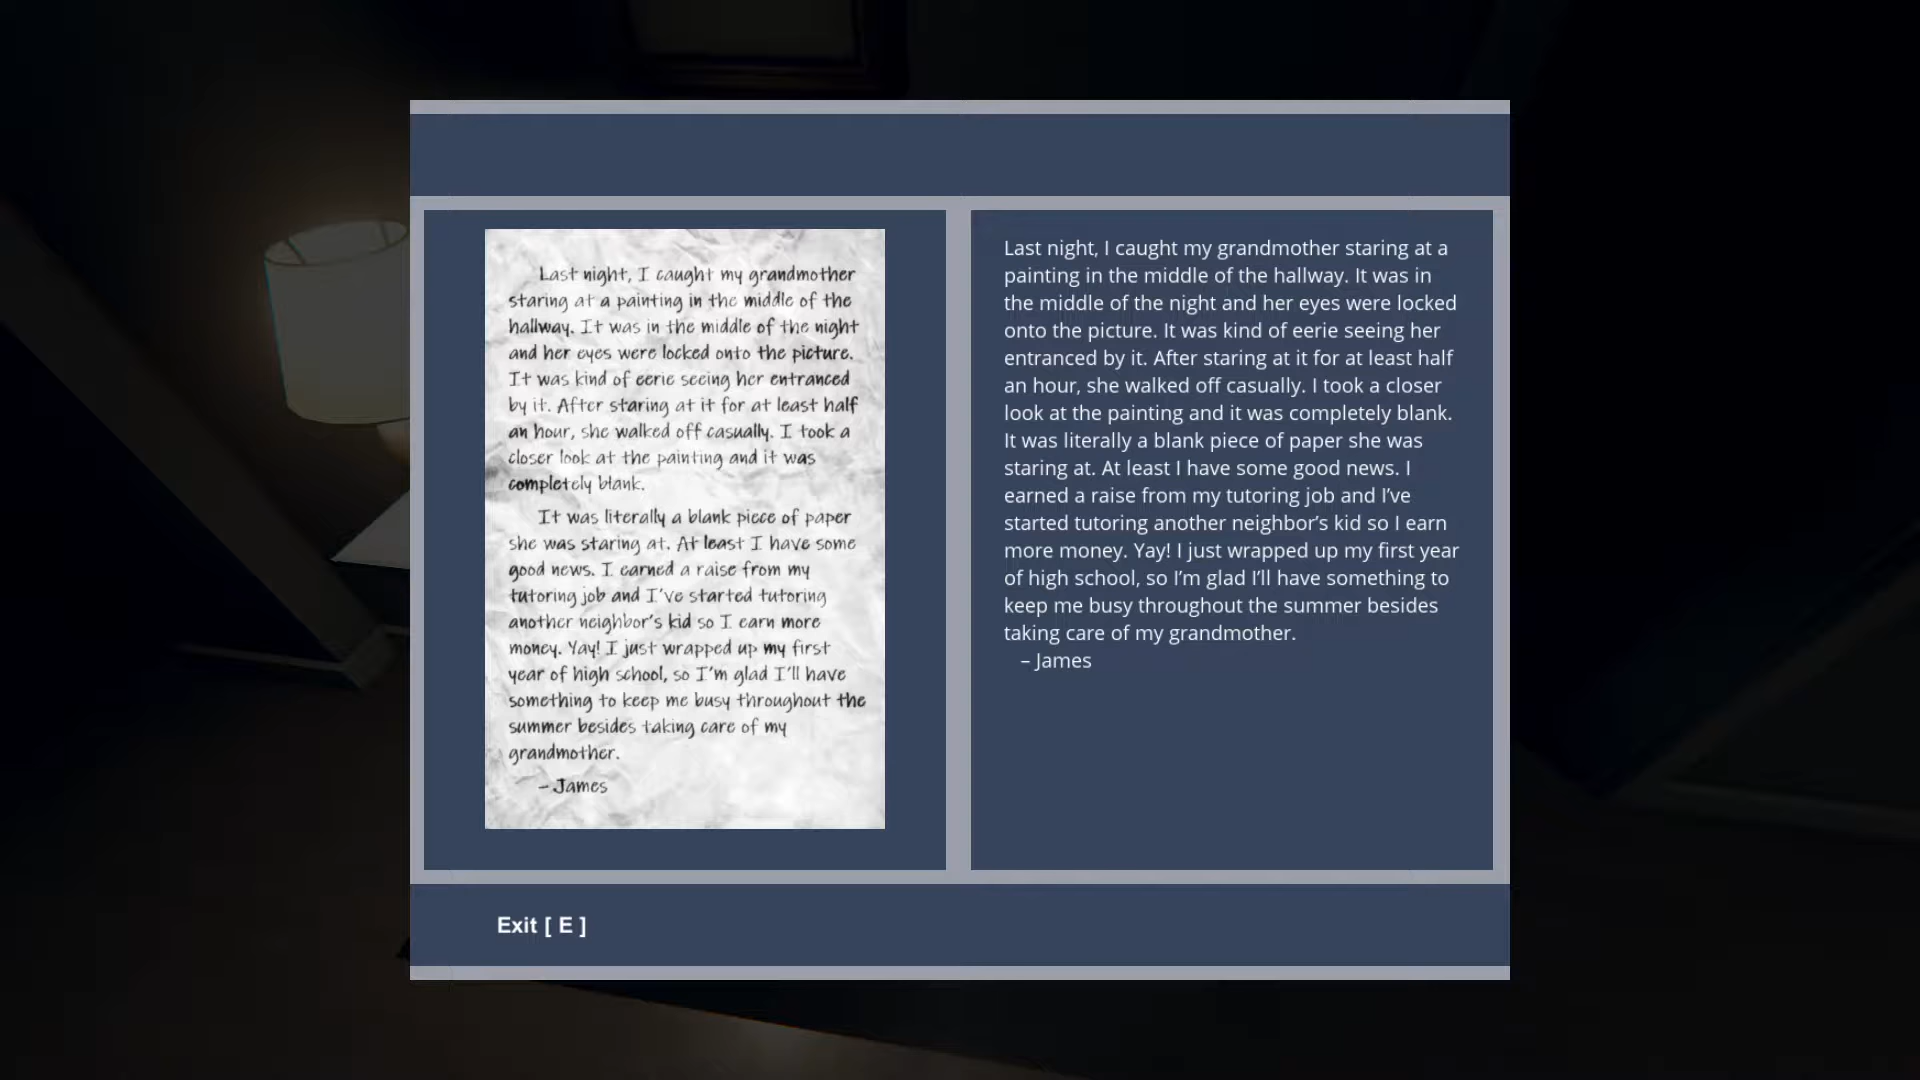 Last night, I caught my grandmother
staring at a painting in the middle of the
hallway. It was in the middle of the night
and her eyes were locked onto the picture.
It was kind of eerie seeing her entranced
by it. After staring at it for at least half
an hour, she walked off casually. I took a
closer look at the painting and it was
completely blank.
It was literally a blank piece of paper
she was staring at. At least I have some
good news. I earned a raise from my
tutoring job and I've started tutoring
another neighbor's kid so I earn more
money. Yay! I just wrapped up my first
year of high school, so I'm glad I'll have
something to keep me busy throughout the
summer besides taking care of my
grandmother.
– James
Last night, I caught my grandmother staring at a
painting in the middle of the hallway. It was in
the middle of the night and her eyes were locked
onto the picture. It was kind of eerie seeing her
entranced by it. After staring at it for at least half
an hour, she walked off casually. I took a closer
look at the painting and it was completely blank.
It was literally a blank piece of paper she was
staring at. At least I have some good news. I
earned a raise from my tutoring job and I’ve
started tutoring another neighbor’s kid so I earn
more money. Yay! I just wrapped up my first year
of high school, so I’m glad I’ll have something to
keep me busy throughout the summer besides
taking care of my grandmother.
– James
Exit [ E ]